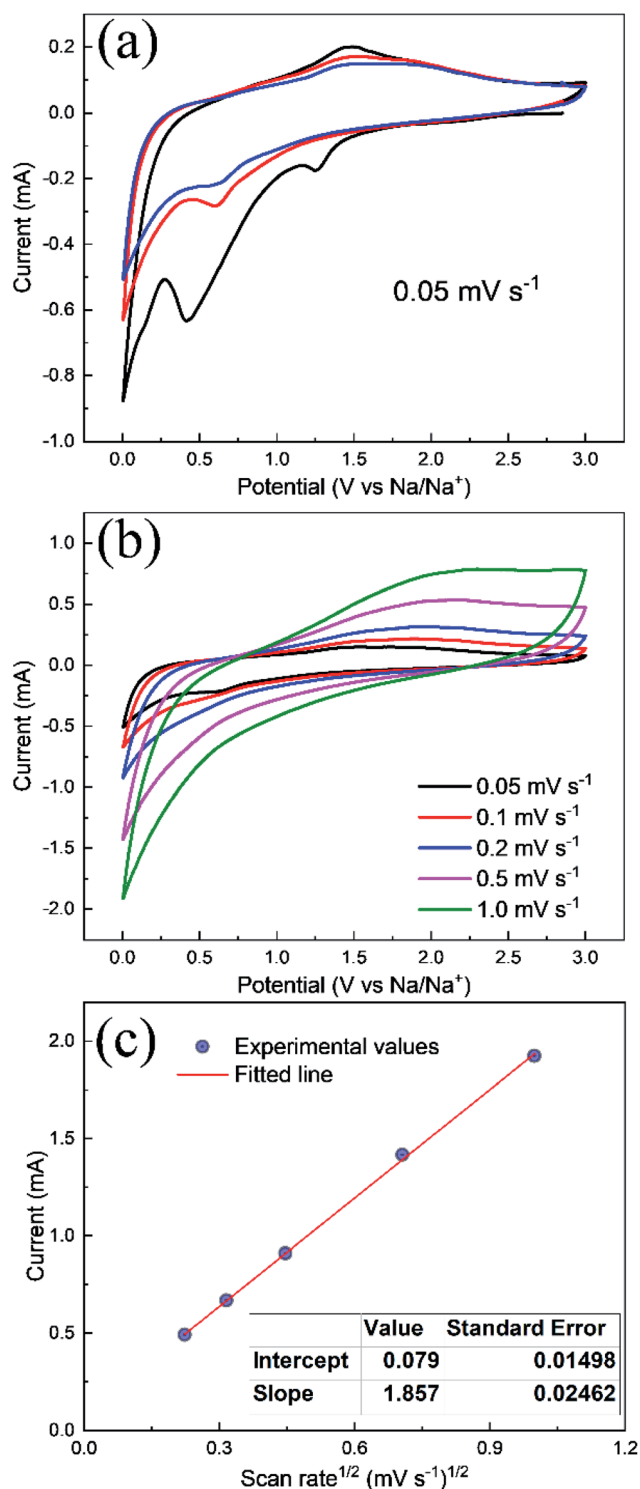 (a)
0.2
0.0
-0.2
-0.4
-0.6
-0.8
-1.0
Current (mA)
0.05 mV s⁻¹
0.0 0.5 1.0 1.5 2.0 2.5 3.0
Potential (V vs Na/Na⁺)
(b)
1.0
0.5
0.0
-0.5
-1.0
-1.5
-2.0
Current (mA)
0.05 mV s⁻¹
0.1 mV s⁻¹
0.2 mV s⁻¹
0.5 mV s⁻¹
1.0 mV s⁻¹
0.0 0.5 1.0 1.5 2.0 2.5 3.0
Potential (V vs Na/Na⁺)
(c)
2.0
1.5
1.0
0.5
0.0
Current (mA)
Experimental values
Fitted line
Value Standard Error
Intercept 0.079 0.01498
Slope 1.857 0.02462
0.0 0.3 0.6 0.9 1.2
Scan rate¹/² (mV s⁻¹)¹/²